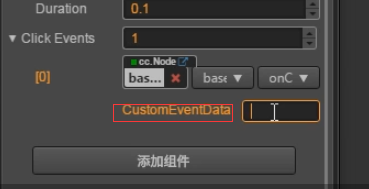 Duration 0.1
Click Events 1
cc.Node
[0] bas... base onC
CustomEventData
添加组件